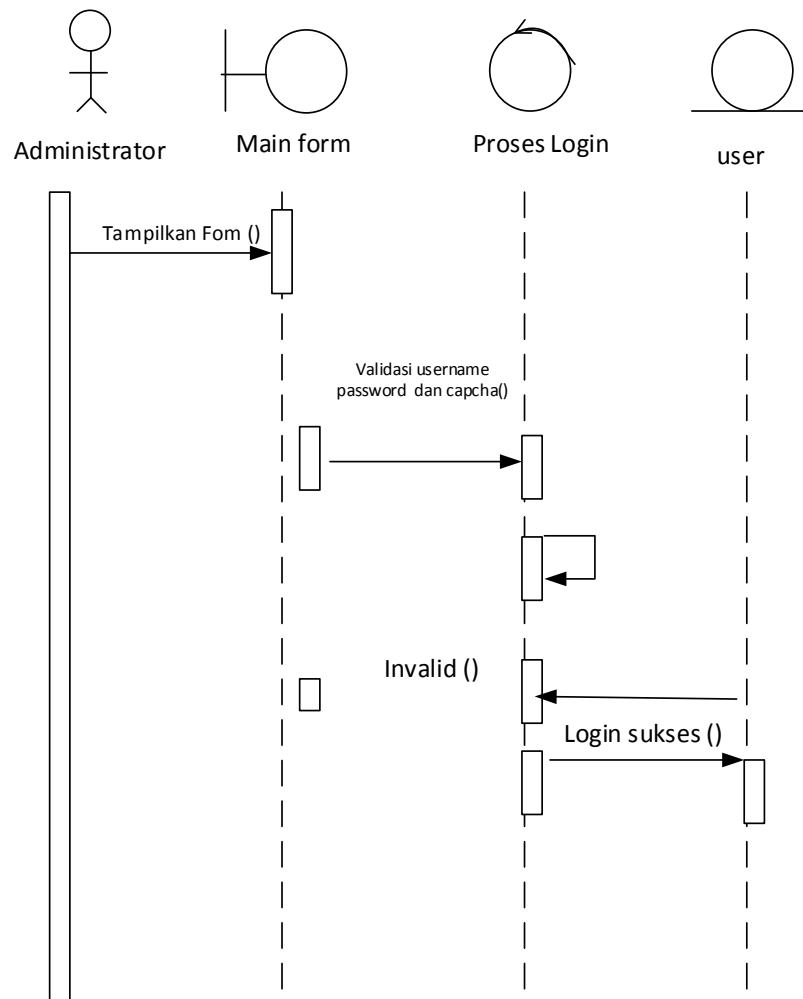 Administrator
Main form
Proses Login
user
Tampilkan Fom ()
Validasi username
password dan capcha()
Invalid ()
Login sukses ()